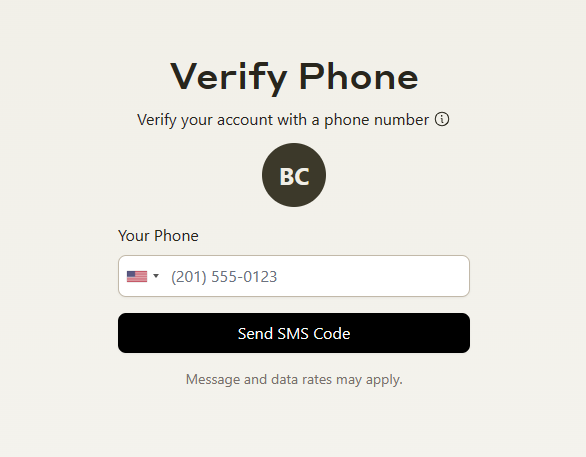 Verify Phone
Verify your account with a phone number
BC
Your Phone
(201) 555-0123
Send SMS Code
Message and data rates may apply.